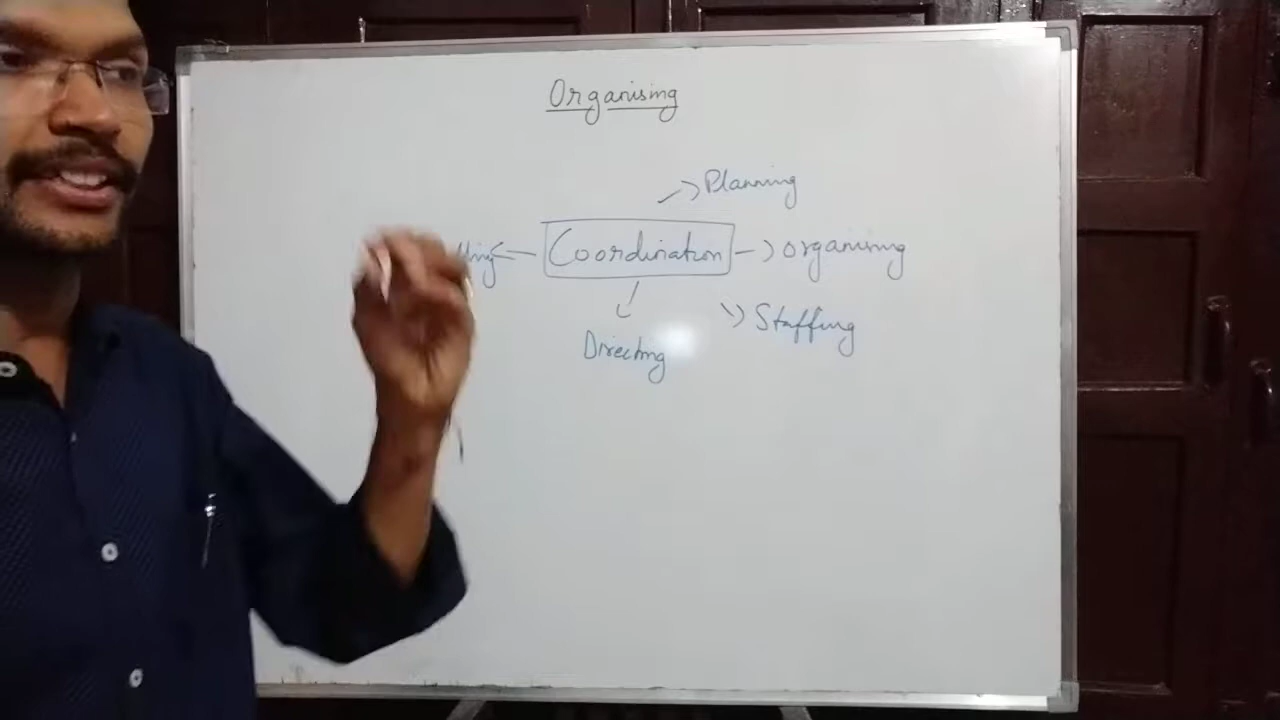 Organising
Planning
Coordination organising
Staffing
Directing